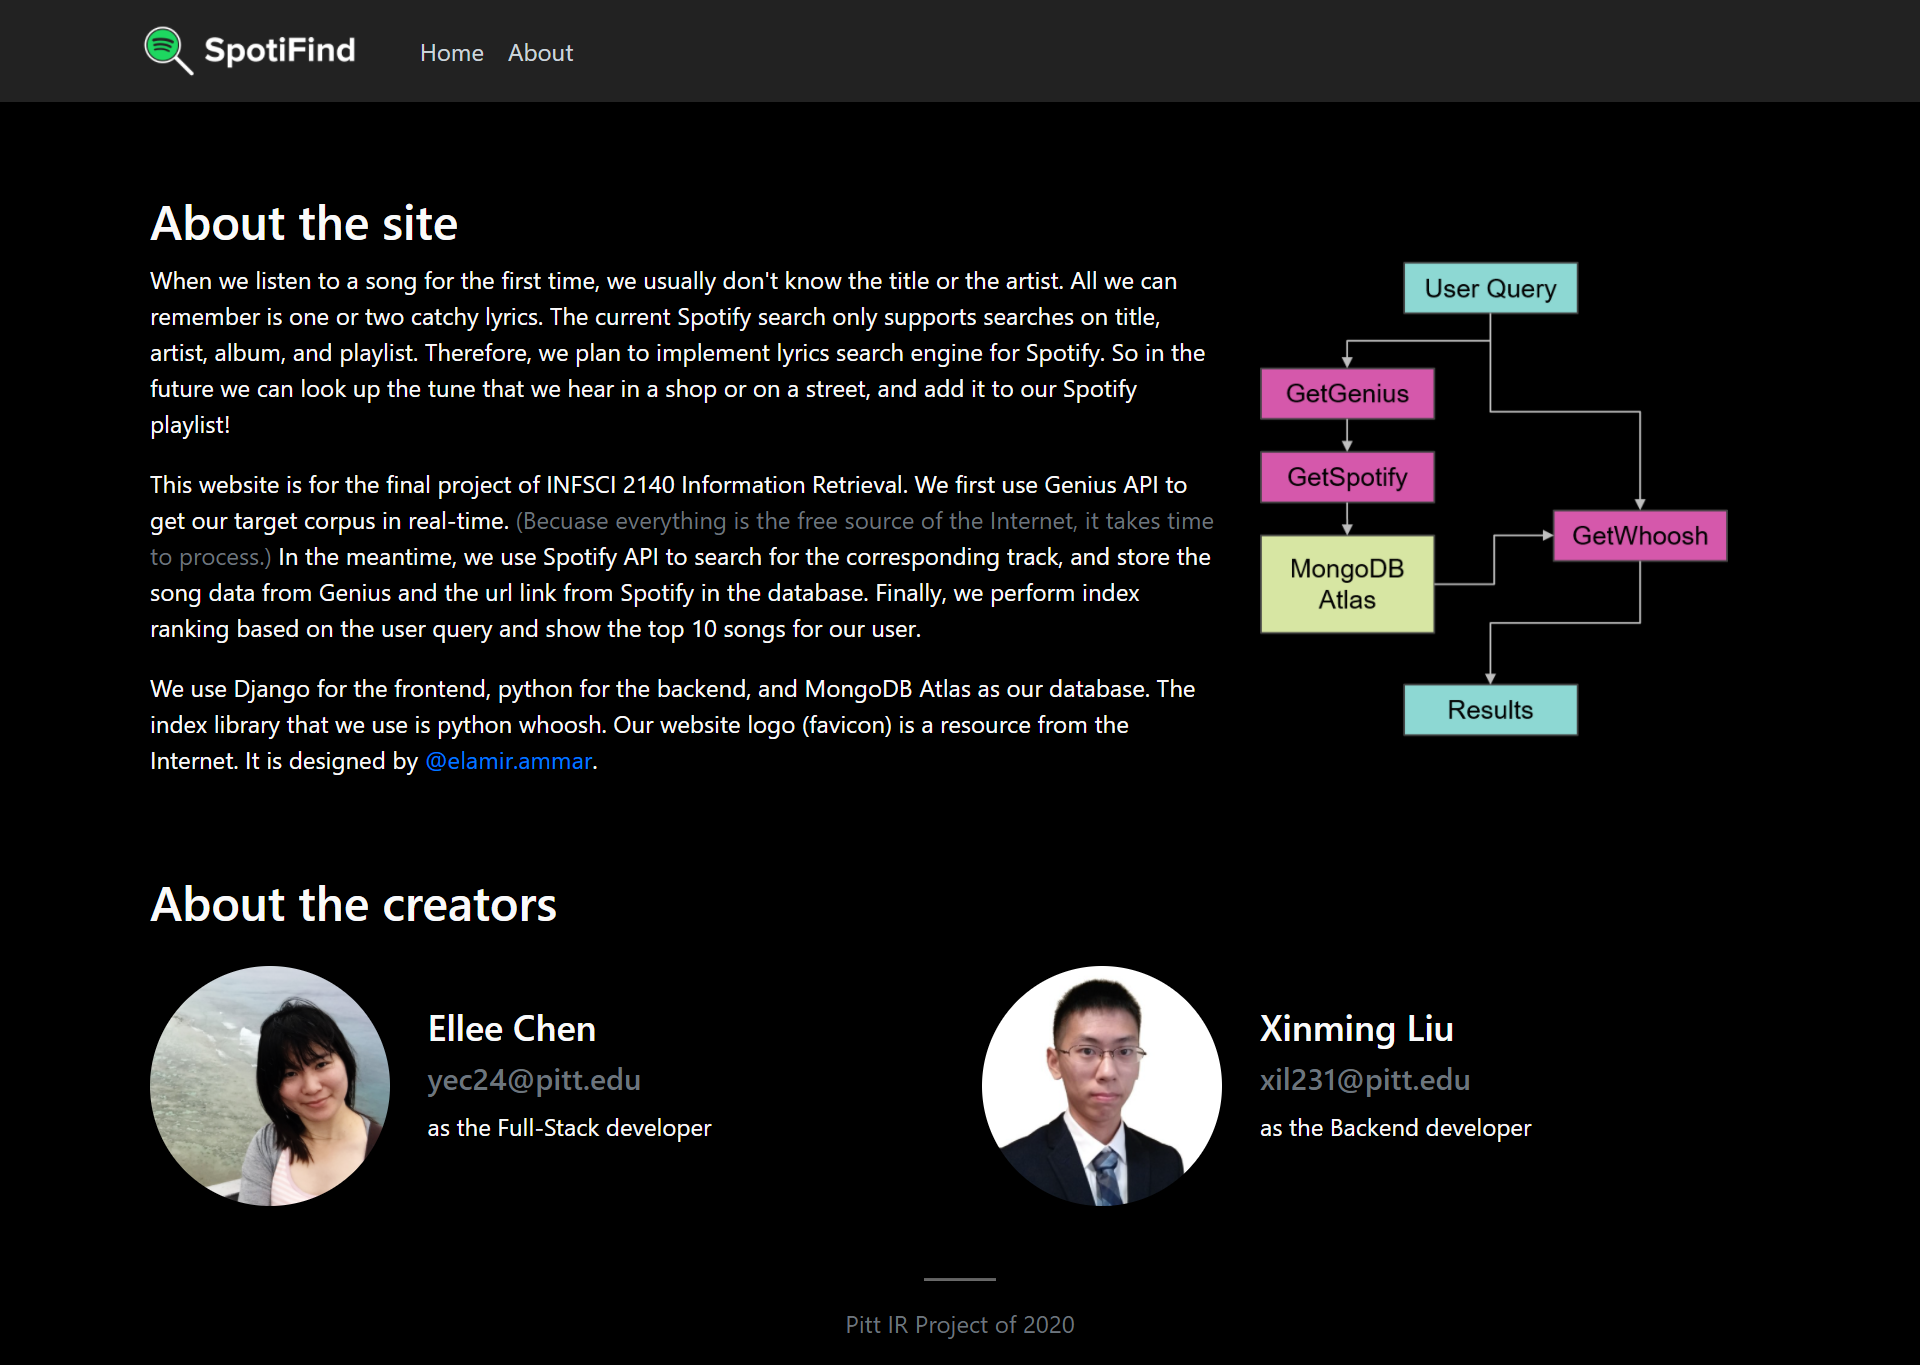 SpotiFind
Home About
About the site
When we listen to a song for the first time, we usually don't know the title or the artist. All we can
remember is one or two catchy lyrics. The current Spotify search only supports searches on title,
artist, album, and playlist. Therefore, we plan to implement lyrics search engine for Spotify. So in the
future we can look up the tune that we hear in a shop or on a street, and add it to our Spotify
playlist!
This website is for the final project of INFSCI 2140 Information Retrieval. We first use Genius API to
get our target corpus in real-time. (Becuase everything is the free source of the Internet, it takes time
to process.) In the meantime, we use Spotify API to search for the corresponding track, and store the
song data from Genius and the url link from Spotify in the database. Finally, we perform index
ranking based on the user query and show the top 10 songs for our user.
We use Django for the frontend, python for the backend, and MongoDB Atlas as our database. The
index library that we use is python whoosh. Our website logo (favicon) is a resource from the
Internet. It is designed by @elamir.ammar.
User Query
GetGenius
GetSpotify
GetWhoosh
MongoDB
Atlas
Results
About the creators
Ellee Chen
yec24@pitt.edu
as the Full-Stack developer
Xinming Liu
xil231@pitt.edu
as the Backend developer
Pitt IR Project of 2020